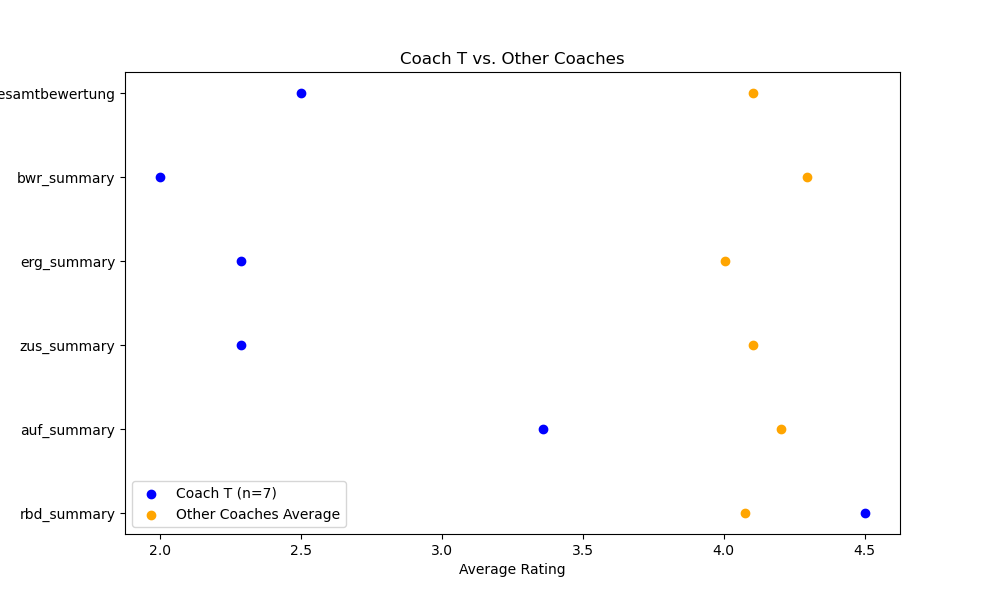 Coach T vs. Other Coaches
esamtbewertung
bwr_summary
erg_summary
zus_summary
auf_summary
rbd_summary
Coach T (n=7)
Other Coaches Average
2.0 2.5 3.0 3.5 4.0 4.5
Average Rating